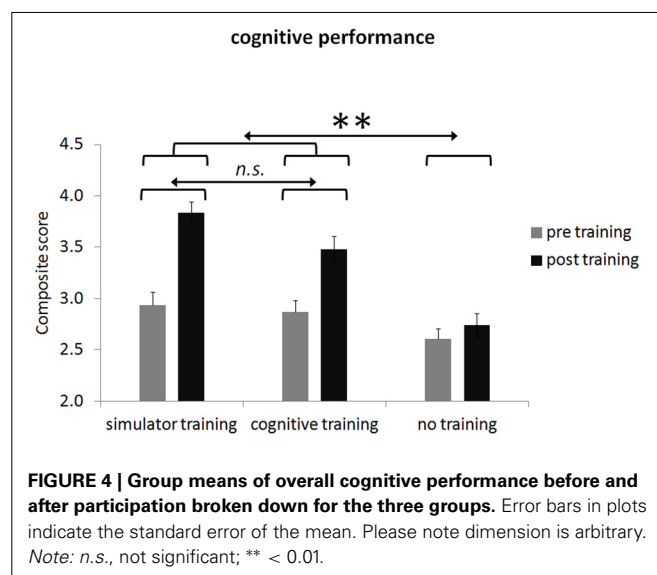 cognitive performance
**
4.5
n.s.
4.0
3.5
3.0
2.5
2.0
Composite score
pre training
post training
simulator training cognitive training no training
FIGURE 4 | Group means of overall cognitive performance before and
after participation broken down for the three groups. Error bars in plots
indicate the standard error of the mean. Please note dimension is arbitrary.
Note: n.s., not significant; ** < 0.01.